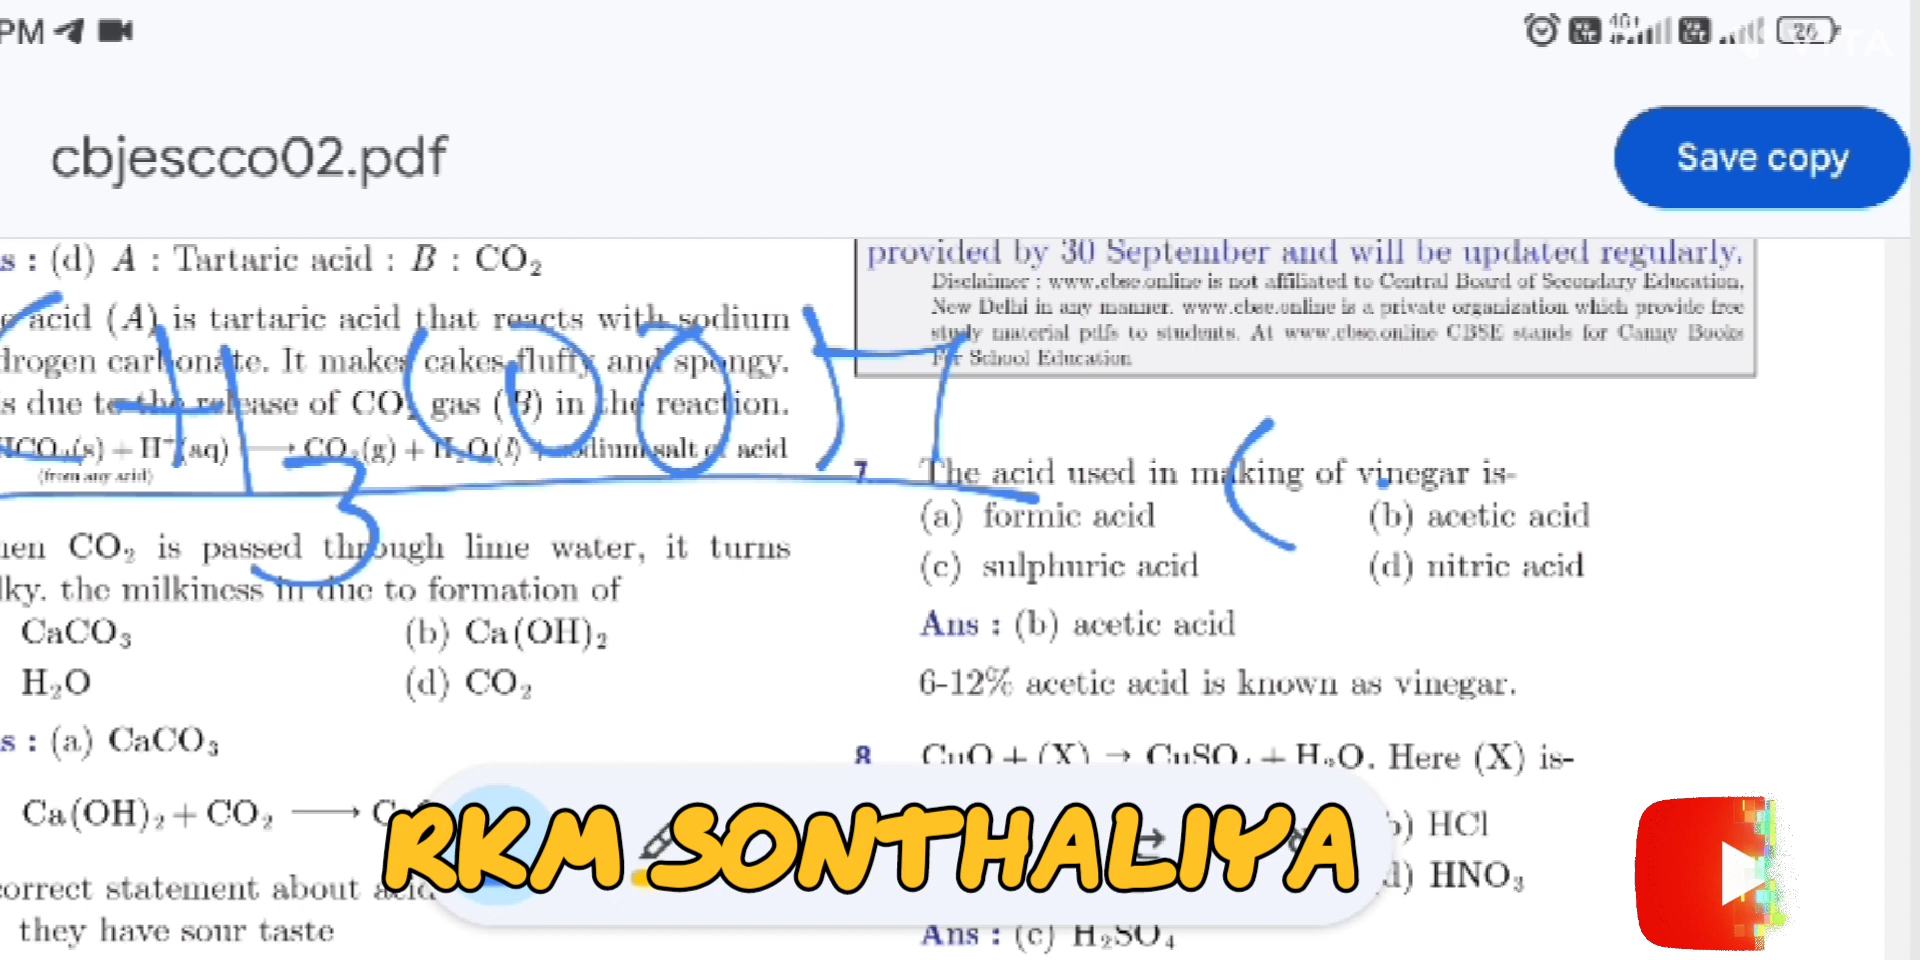 PM
4G+
26
cbjescco02.pdf
Save copy
s : (d) A : Tartaric acid : B : CO₂
acid (A) is tartaric acid that reacts with sodium
drogen carbonate. It makes cakes fluffy and spongy.
s due to the release of CO₂ gas (B) in the reaction.
HCO₃(s) + H⁺(aq) ⟶ CO₂(g) + H₂O(l) + sodium salt of acid
(from any acid)
CH₃COOH
hen CO₂ is passed through lime water, it turns
lky. the milkiness in due to formation of
CaCO₃ (b) Ca(OH)₂
H₂O (d) CO₂
s : (a) CaCO₃
Ca(OH)₂ + CO₂ ⟶
correct statement about acid
they have sour taste
provided by 30 September and will be updated regularly.
Disclaimer : www.cbse.online is not affiliated to Central Board of Secondary Education,
New Delhi in any manner. www.cbse.online is a private organization which provide free
study material pdfs to students. At www.cbse.online CBSE stands for Canny Books
For School Education
7. The acid used in making of vinegar is-
(a) formic acid (b) acetic acid
(c) sulphuric acid (d) nitric acid
Ans : (b) acetic acid
6-12% acetic acid is known as vinegar.
8 CuO + (X) → CuSO₄ + H₂O. Here (X) is-
b) HCl
d) HNO₃
Ans : (c) H₂SO₄
RKM SONTHALIYA